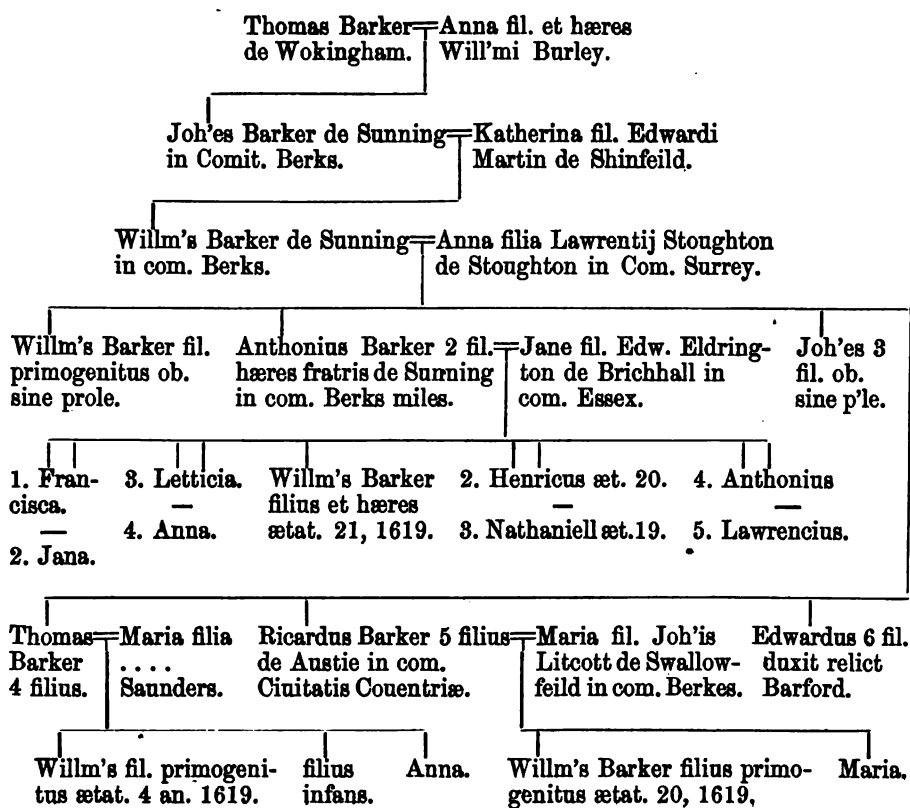 Thomas Barker═Anna fil. et hæres
de Wokingham. Will'mi Burley.
Joh'es Barker de Sunning═Katherina fil. Edwardi
in Comit. Berks. Martin de Shinfeild.
Willm's Barker de Sunning═Anna filia Lawrentij Stoughton
in com. Berks. de Stoughton in Com. Surrey.
Willm's Barker fil.
primogenitus ob.
sine prole.
Anthonius Barker 2 fil.═Jane fil. Edw. Eldring-
hæres fratris de Sunning ton de Brichhall in
in com. Berks miles. com. Essex.
Joh'es 3
fil. ob.
sine p'le.
1. Fran-
cisca.
—
2. Jana.
3. Letticia.
—
4. Anna.
Willm's Barker
filius et hæres
ætat. 21, 1619.
2. Henricus æt. 20.
—
3. Nathaniell æt. 19.
4. Anthonius
—
5. Lawrencius.
Thomas═Maria filia
Barker . . . .
4 filius. Saunders.
Ricardus Barker 5 filius═Maria fil. Joh'is
de Austie in com. Litcott de Swallow-
Ciuitatis Couentriæ. feild in com. Berkes.
Edwardus 6 fil.
duxit relict
Barford.
Willm's fil. primogeni-
tus ætat. 4 an. 1619.
filius
infans.
Anna.
Willm's Barker filius primo-
genitus ætat. 20, 1619,
Maria.